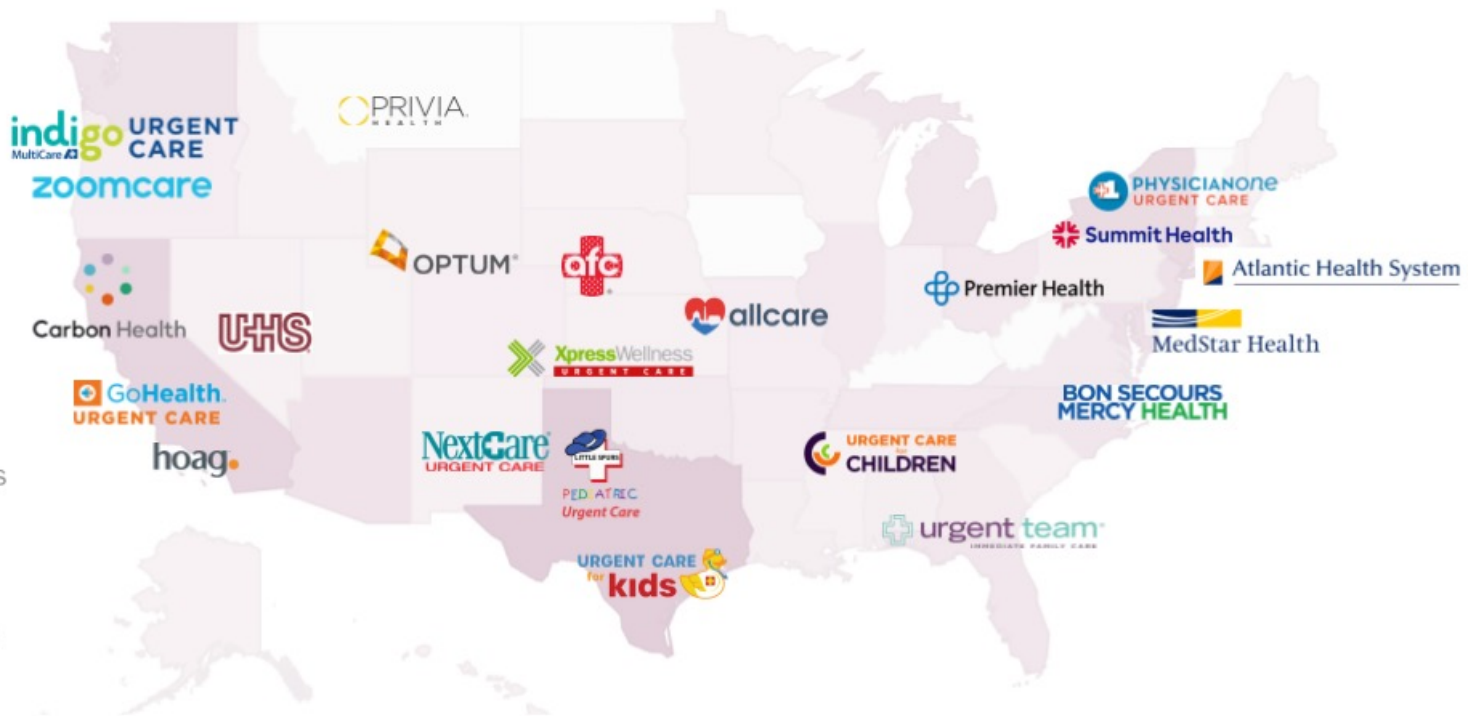 PRIVIA.
HEALTH
indigo URGENT
MultiCare CARE
zoomcare
PHYSICIANOne
URGENT CARE
Summit Health
OPTUM®
afc
Atlantic Health System
Premier Health
allcare
Carbon Health
UHS
MedStar Health
XpressWellness
URGENT CARE
GoHealth.
URGENT CARE
BON SECOURS
MERCY HEALTH
hoag.
NextCare®
URGENT CARE
LITTLE SPURS
PEDIATRIC
Urgent Care
URGENT CARE
for
CHILDREN
s
urgent team
IMMEDIATE FAMILY CARE
URGENT CARE
for kids